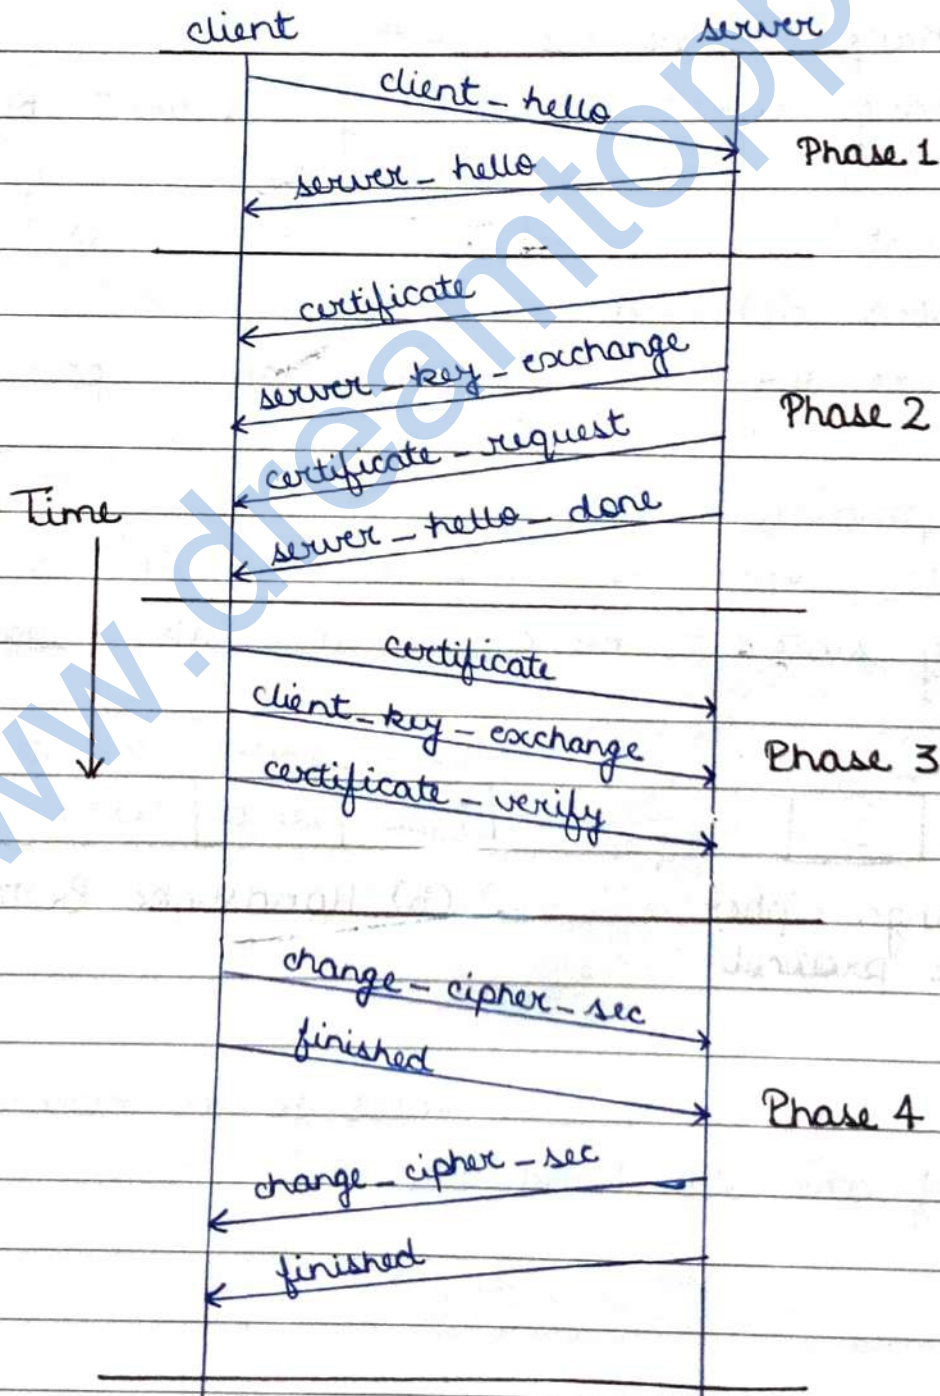 client server
client_hello
Phase 1
server_hello
certificate
server_key_exchange
Phase 2
certificate_request
Time
server_hello_done
certificate
client_key_exchange
Phase 3
certificate_verify
change_cipher_sec
finished
Phase 4
change_cipher_sec
finished
www.dreamtopp